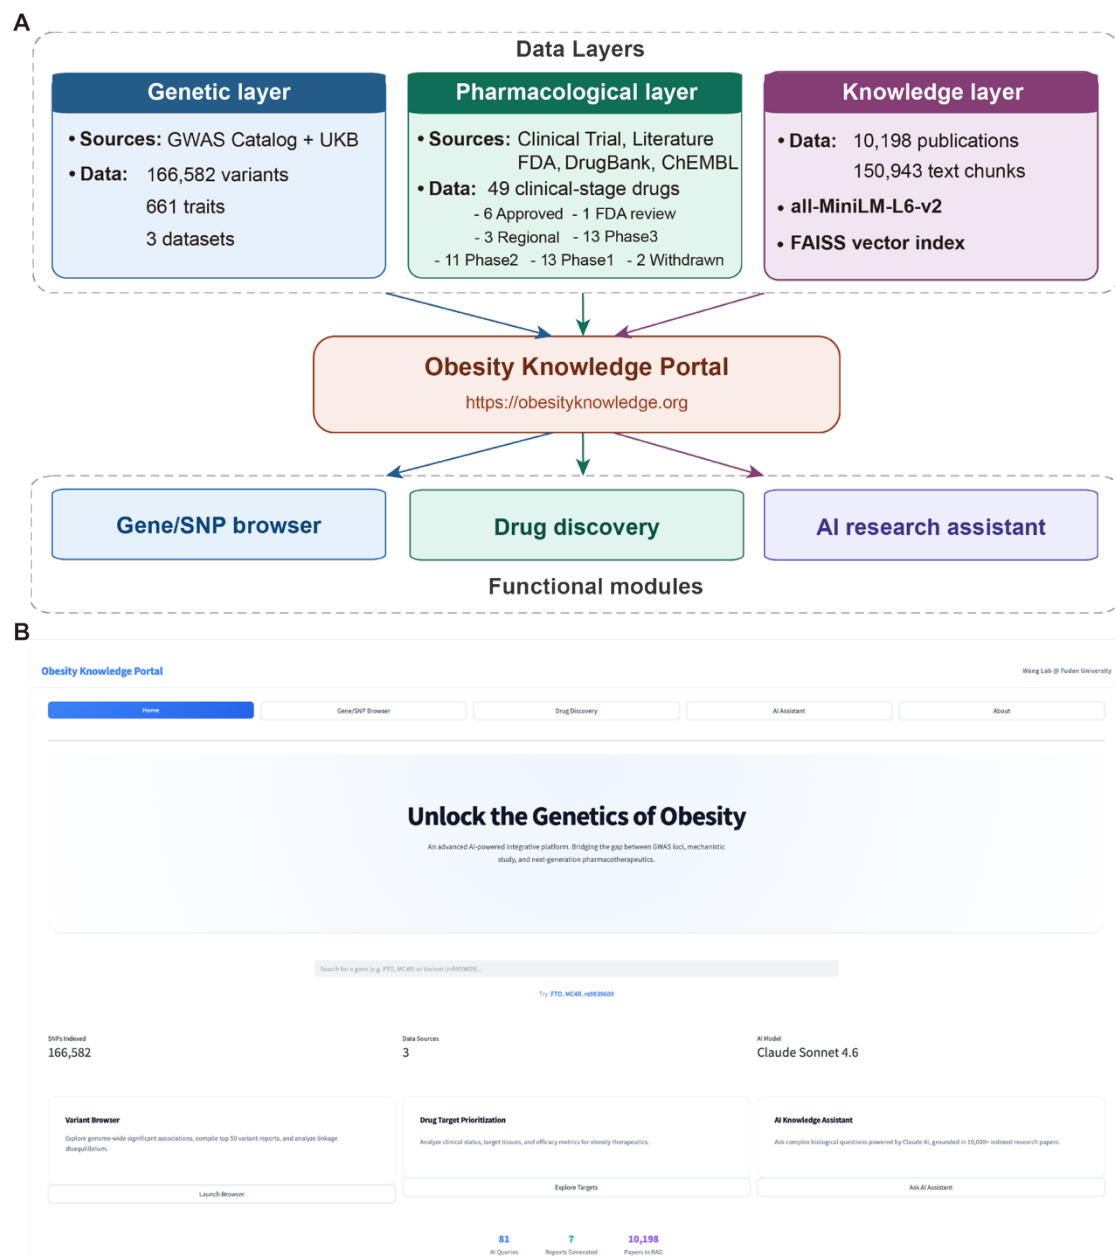 A
Data Layers
Genetic layer
• Sources: GWAS Catalog + UKB
• Data: 166,582 variants
661 traits
3 datasets
Pharmacological layer
• Sources: Clinical Trial, Literature
FDA, DrugBank, ChEMBL
• Data: 49 clinical-stage drugs
- 6 Approved - 1 FDA review
- 3 Regional - 13 Phase3
- 11 Phase2 - 13 Phase1 - 2 Withdrawn
Knowledge layer
• Data: 10,198 publications
150,943 text chunks
• all-MiniLM-L6-v2
• FAISS vector index
Obesity Knowledge Portal
https://obesityknowledge.org
Gene/SNP browser
Drug discovery
AI research assistant
Functional modules
B
Obesity Knowledge Portal
Wang Lab @ Fudan University
Home
Gene/SNP Browser
Drug Discovery
AI Assistant
About
Unlock the Genetics of Obesity
An advanced AI-powered integrative platform. Bridging the gap between GWAS loci, mechanistic
study, and next-generation pharmacotherapeutics.
Search for a gene (e.g. FTO, MC4R) or Variant (rs9939609)...
Try: FTO, MC4R, rs9939609
SNPs Indexed
166,582
Data Sources
3
AI Model
Claude Sonnet 4.6
Variant Browser
Explore genome-wide significant associations, compile top 50 variant reports, and analyze linkage
disequilibrium.
Launch Browser
Drug Target Prioritization
Analyze clinical status, target tissues, and efficacy metrics for obesity therapeutics.
Explore Targets
AI Knowledge Assistant
Ask complex biological questions powered by Claude AI, grounded in 10,000+ indexed research papers.
Ask AI Assistant
81
AI Queries
7
Reports Generated
10,198
Papers in RAG